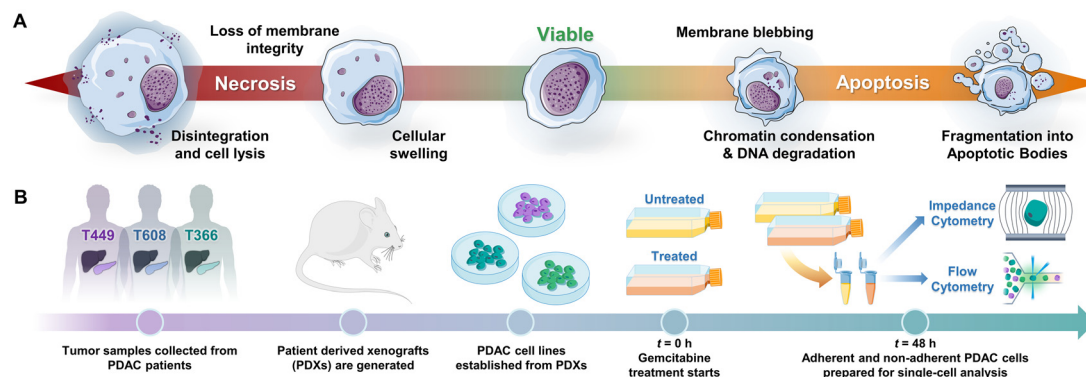 A
Loss of membrane
integrity
Viable
Membrane blebbing
Necrosis
Apoptosis
Disintegration
and cell lysis
Cellular
swelling
Chromatin condensation
& DNA degradation
Fragmentation into
Apoptotic Bodies
B
T449
T608
T366
Untreated
Treated
Impedance
Cytometry
Flow
Cytometry
Tumor samples collected from
PDAC patients
Patient derived xenografts
(PDXs) are generated
PDAC cell lines
established from PDXs
t = 0 h
Gemcitabine
treatment starts
t = 48 h
Adherent and non-adherent PDAC cells
prepared for single-cell analysis